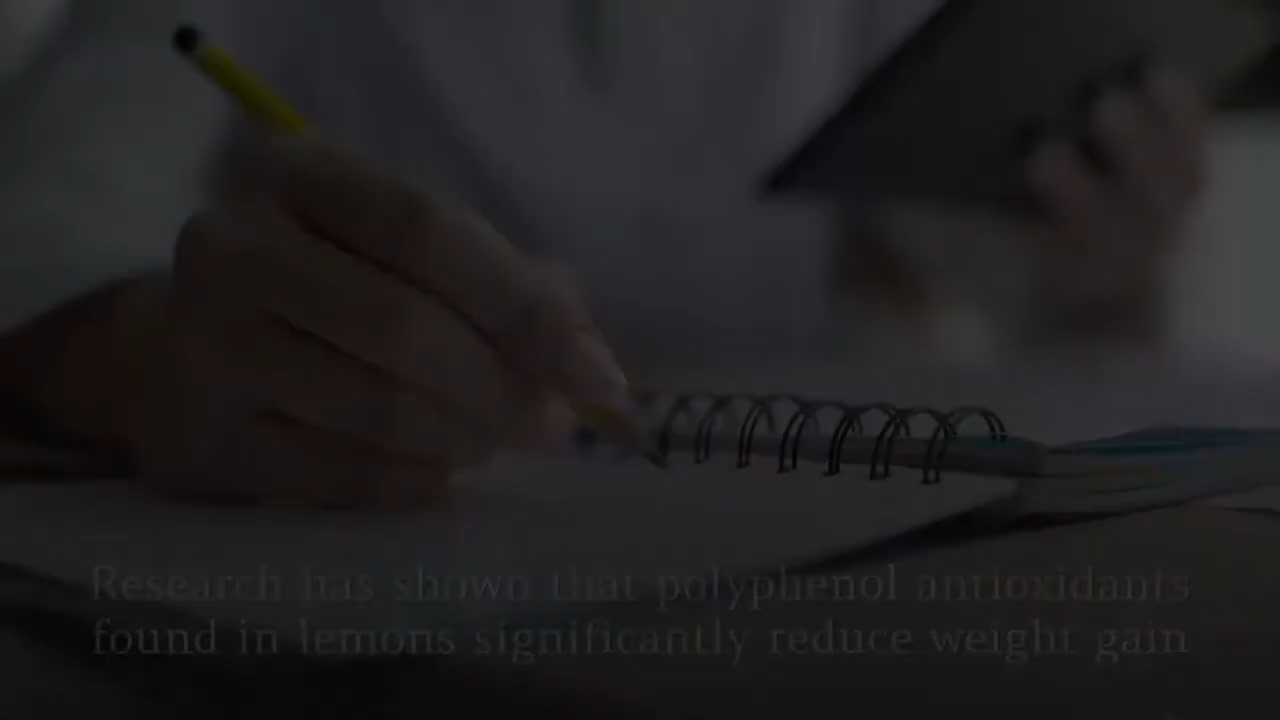 Research has shown that polyphenol antioxidants
found in lemons significantly reduce weight gain